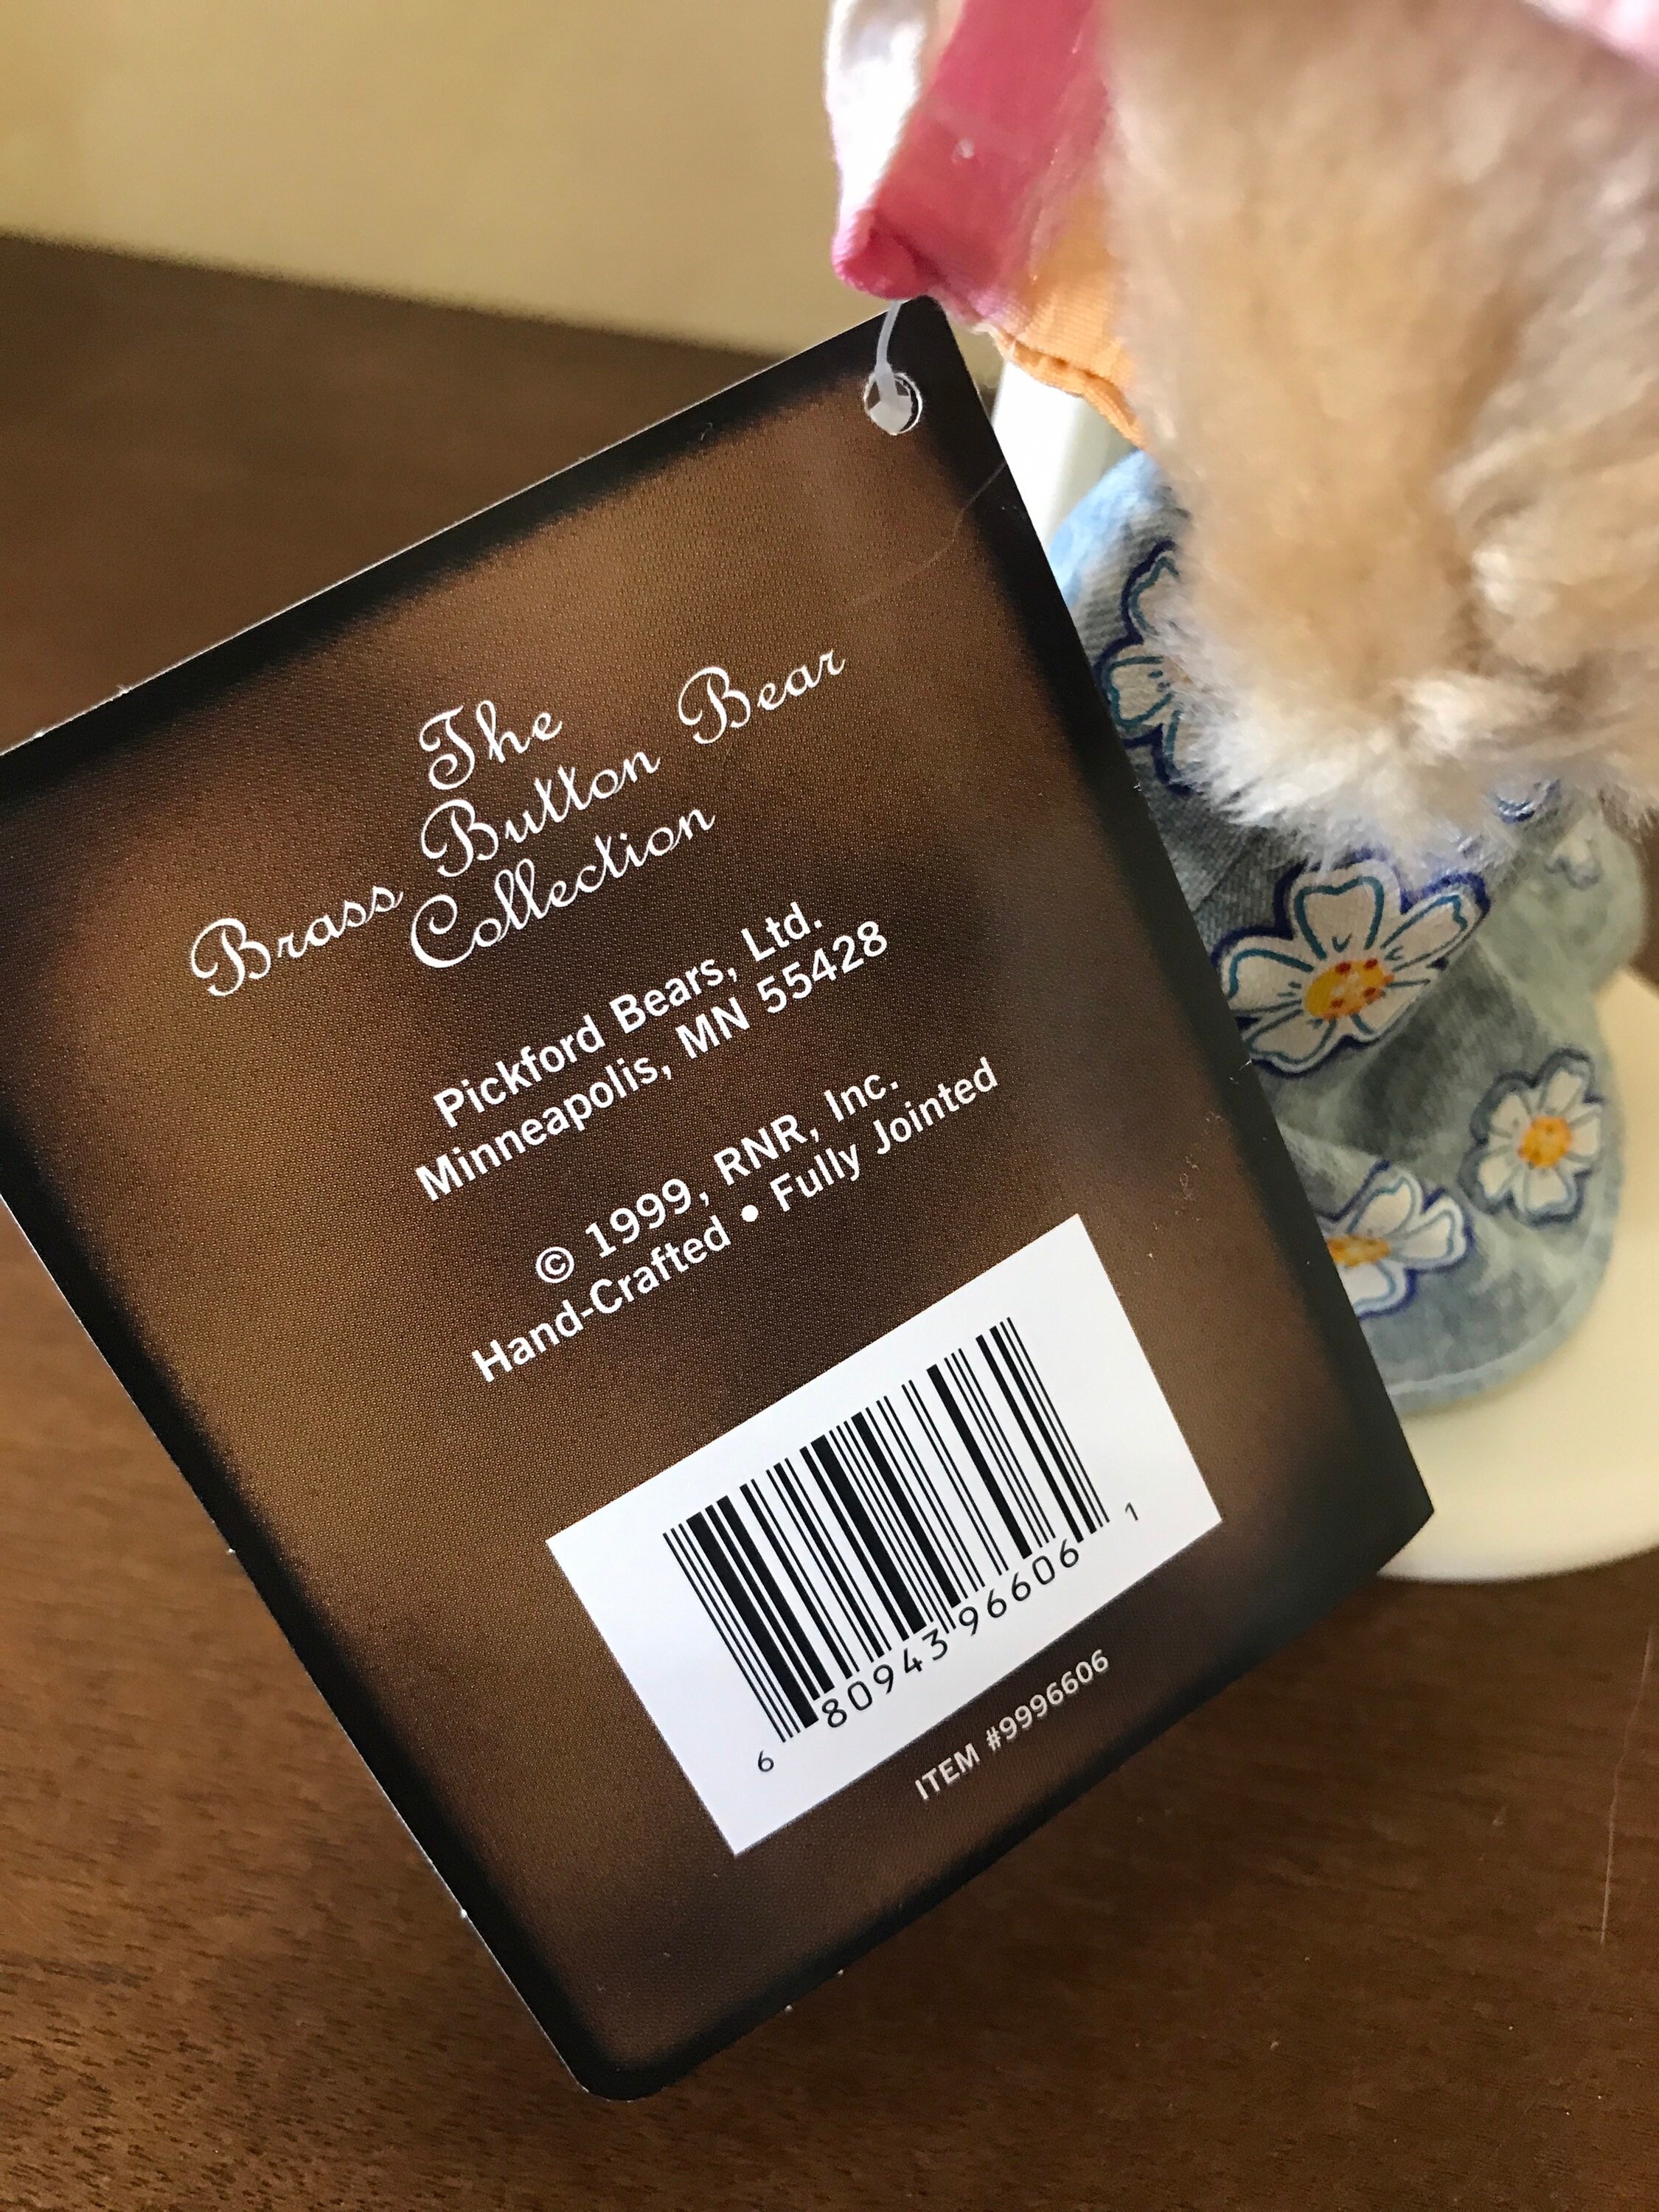 The
Brass Button Bear
Collection
Pickford Bears, Ltd.
Minneapolis, MN 55428
© 1999, RNR, Inc.
Hand-Crafted • Fully Jointed
6 80943 96606 1
ITEM #9996606